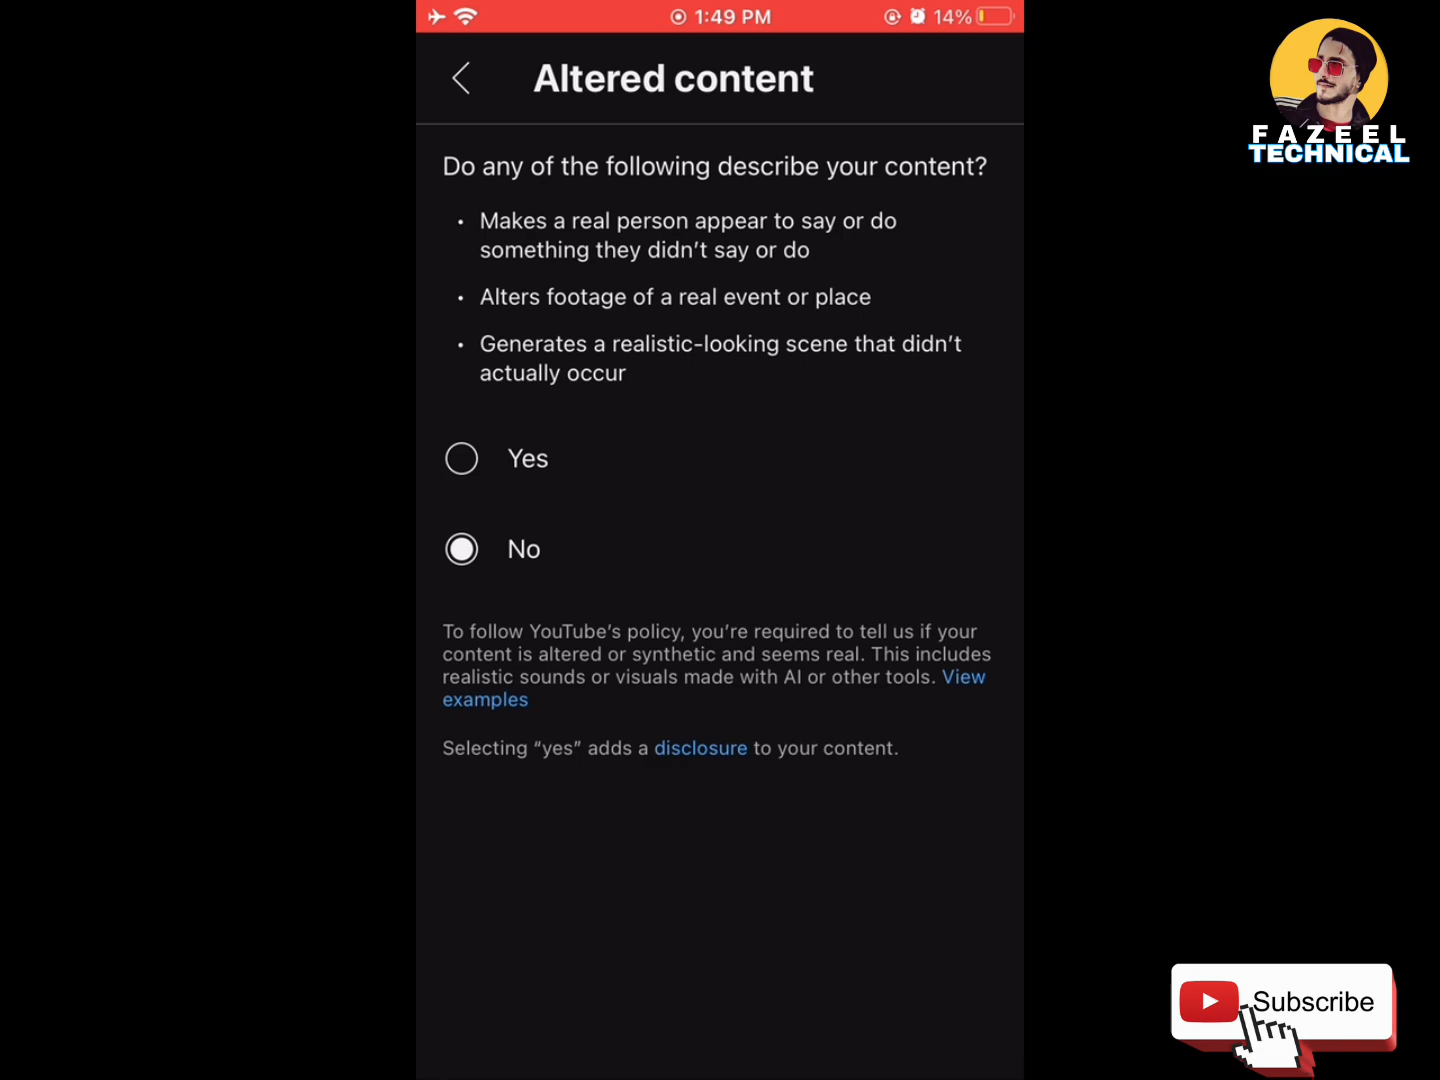 1:49 PM
14%
Altered content
FAZEEL
TECHNICAL
Do any of the following describe your content?
• Makes a real person appear to say or do
something they didn’t say or do
• Alters footage of a real event or place
• Generates a realistic-looking scene that didn’t
actually occur
Yes
No
To follow YouTube’s policy, you’re required to tell us if your
content is altered or synthetic and seems real. This includes
realistic sounds or visuals made with AI or other tools. View
examples
Selecting “yes” adds a disclosure to your content.
Subscribe